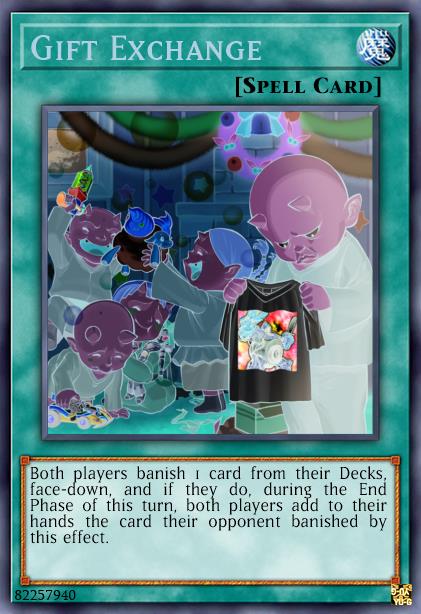 GIFT EXCHANGE
魔
[SPELL CARD]
Both players banish 1 card from their Decks,
face-down, and if they do, during the End
Phase of this turn, both players add to their
hands the card their opponent banished by
this effect.
82257940